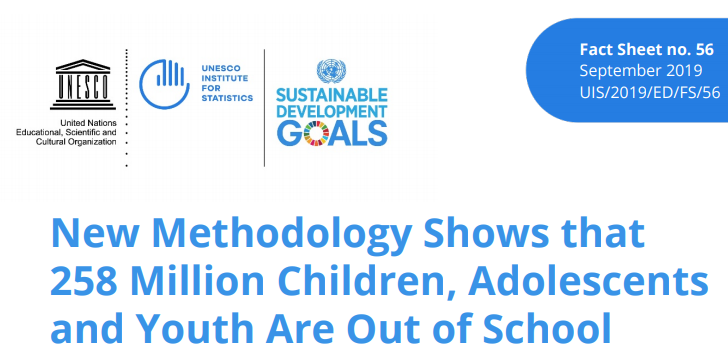 UNESCO
United Nations
Educational, Scientific and
Cultural Organization
UNESCO
INSTITUTE
FOR
STATISTICS
SUSTAINABLE
DEVELOPMENT
GOALS
Fact Sheet no. 56
September 2019
UIS/2019/ED/FS/56
New Methodology Shows that
258 Million Children, Adolescents
and Youth Are Out of School